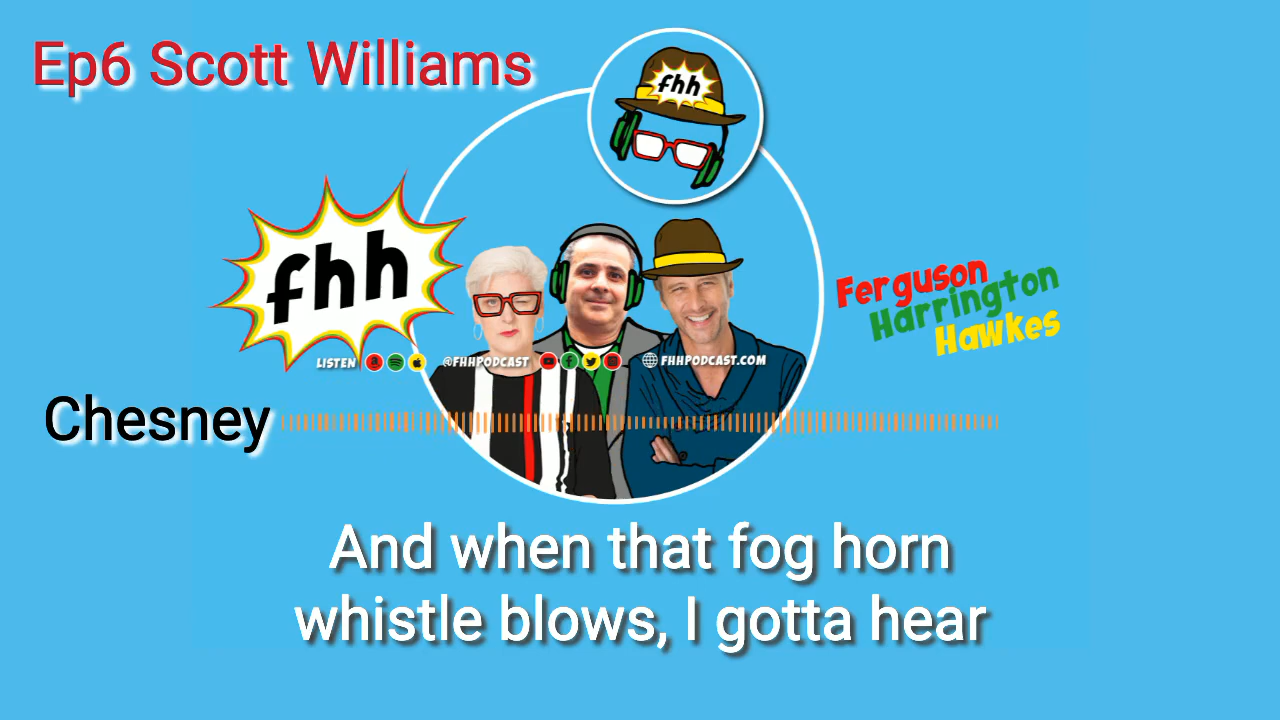 Ep6 Scott Williams
fhh
fhh
Ferguson
Harrington
Hawkes
LISTEN
@FHHPODCAST
FHHPODCAST.COM
Chesney
And when that fog horn
whistle blows, I gotta hear